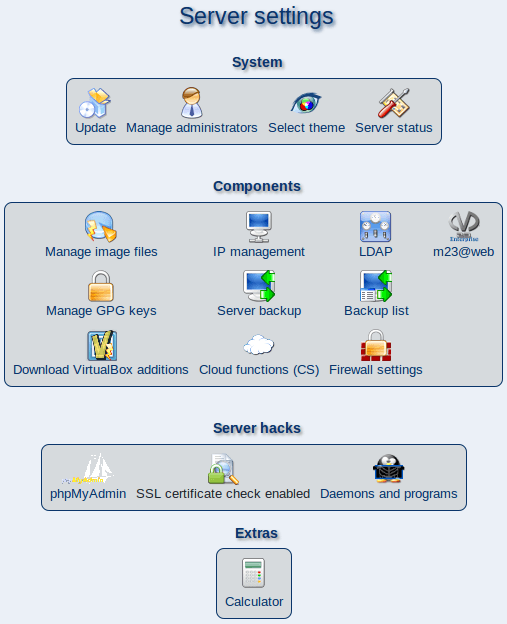 Server settings
System
Update Manage administrators Select theme Server status
Components
Enterprise
Manage image files IP management LDAP m23@web
Manage GPG keys Server backup Backup list
Download VirtualBox additions Cloud functions (CS) Firewall settings
Server hacks
phpMyAdmin SSL certificate check enabled Daemons and programs
Extras
Calculator